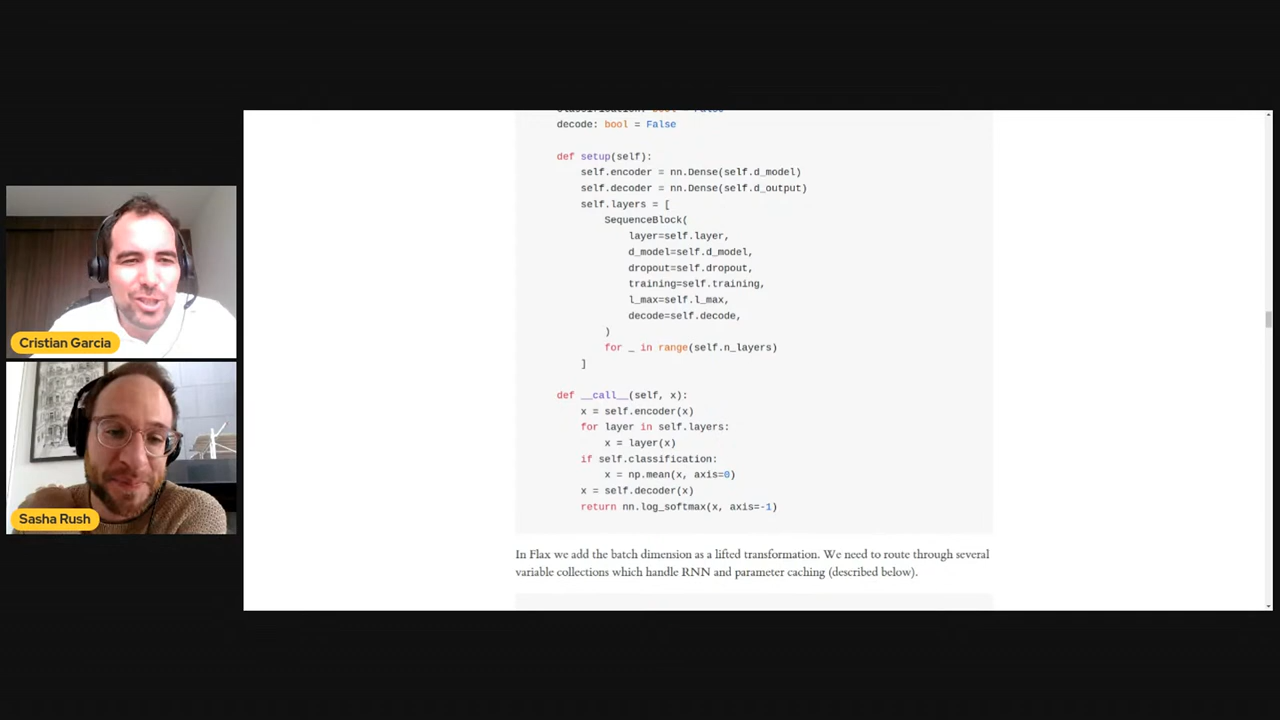 classification: bool = False
decode: bool = False
def setup(self):
self.encoder = nn.Dense(self.d_model)
self.decoder = nn.Dense(self.d_output)
self.layers = [
SequenceBlock(
layer=self.layer,
d_model=self.d_model,
dropout=self.dropout,
training=self.training,
l_max=self.l_max,
decode=self.decode,
)
for _ in range(self.n_layers)
]
def __call__(self, x):
x = self.encoder(x)
for layer in self.layers:
x = layer(x)
if self.classification:
x = np.mean(x, axis=0)
x = self.decoder(x)
return nn.log_softmax(x, axis=-1)
In Flax we add the batch dimension as a lifted transformation. We need to route through several
variable collections which handle RNN and parameter caching (described below).
Cristian Garcia
Sasha Rush